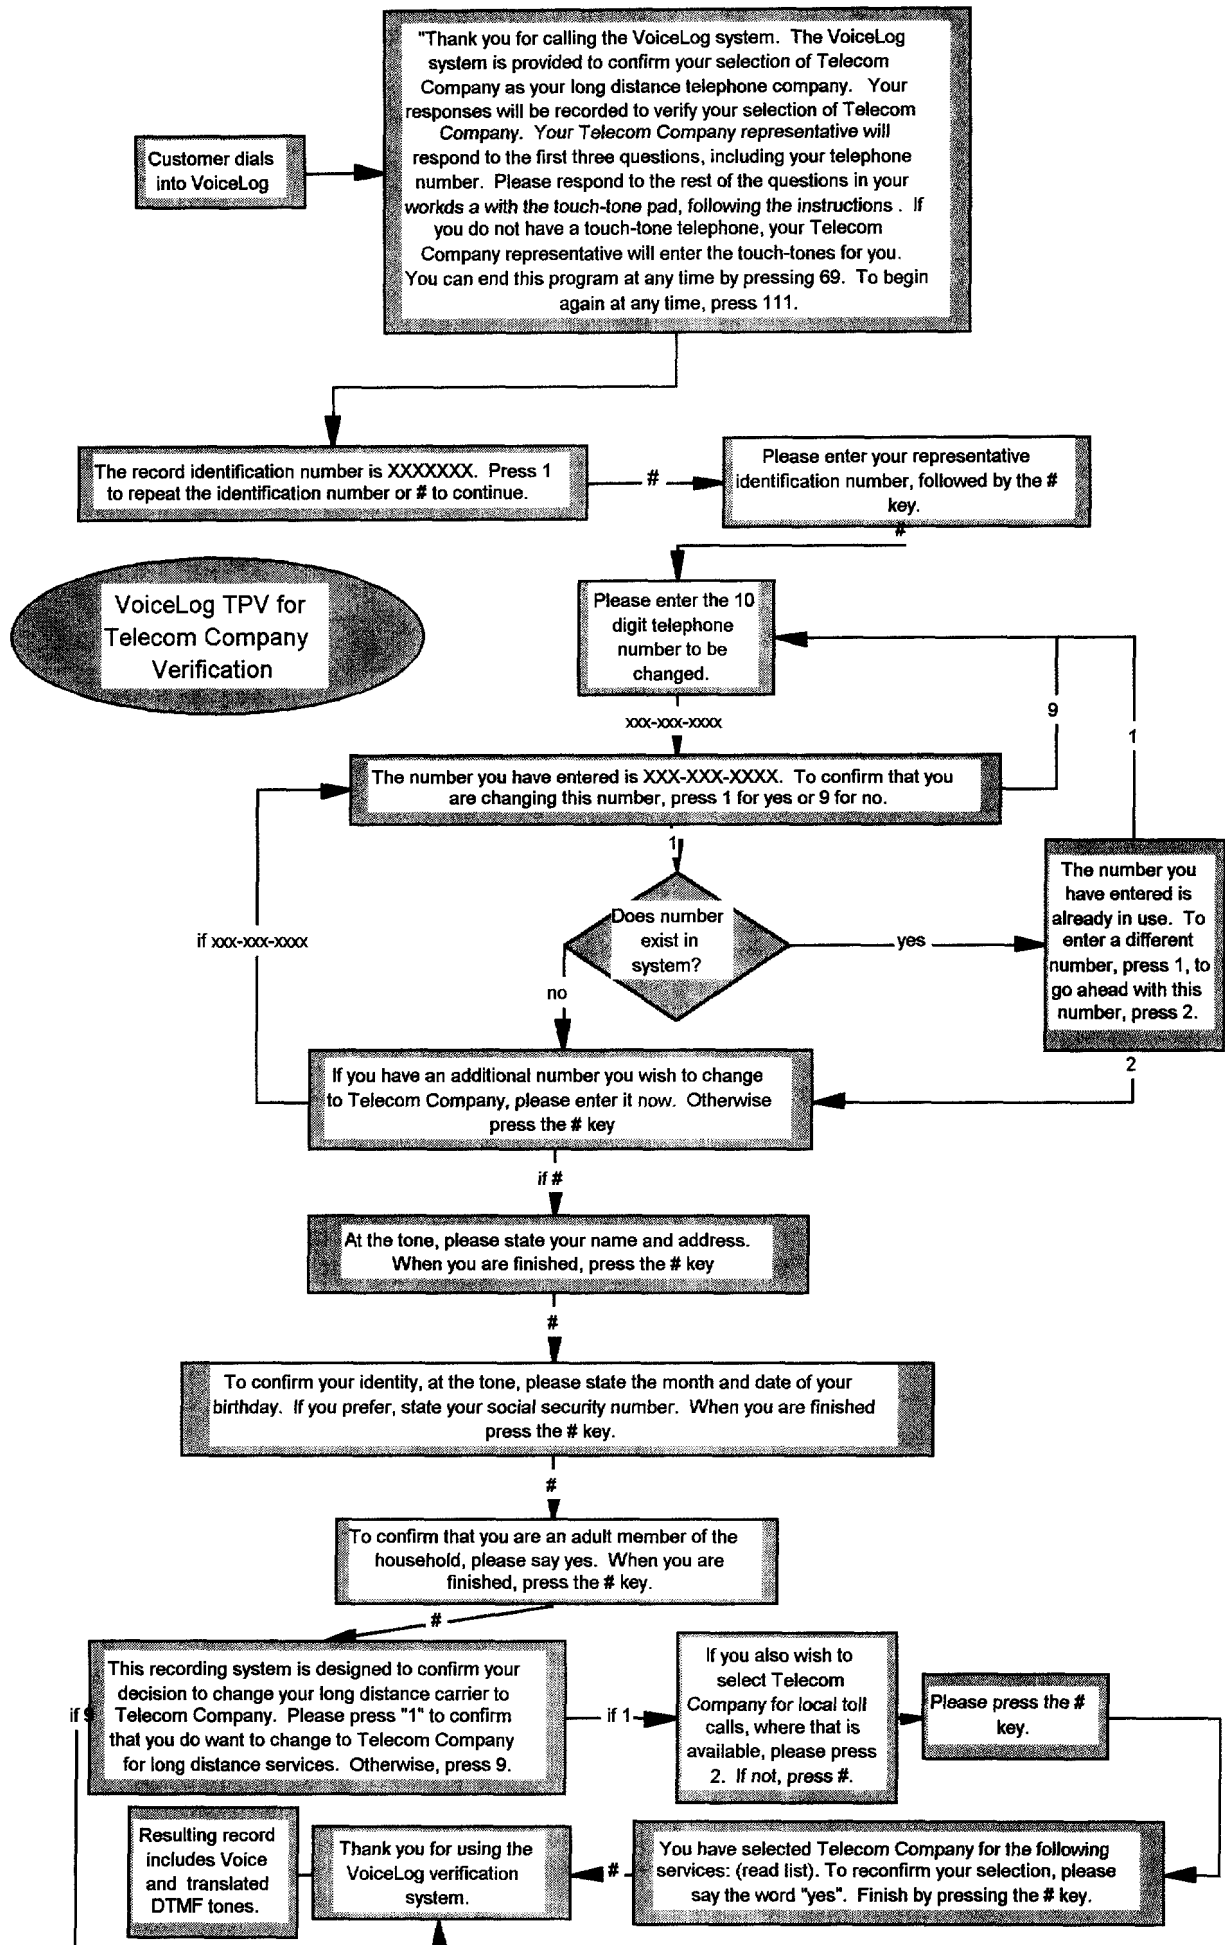 "Thank you for calling the VoiceLog system. The VoiceLog
system is provided to confirm your selection of Telecom
Company as your long distance telephone company. Your
responses will be recorded to verify your selection of Telecom
Company. Your Telecom Company representative will
respond to the first three questions, including your telephone
number. Please respond to the rest of the questions in your
workds a with the touch-tone pad, following the instructions . If
you do not have a touch-tone telephone, your Telecom
Company representative will enter the touch-tones for you.
You can end this program at any time by pressing 69. To begin
again at any time, press 111.
Customer dials
into VoiceLog
The record identification number is XXXXXXX. Press 1
to repeat the identification number or # to continue.
#
Please enter your representative
identification number, followed by the #
key.
#
VoiceLog TPV for
Telecom Company
Verification
Please enter the 10
digit telephone
number to be
changed.
xxx-xxx-xxxx
9
1
The number you have entered is XXX-XXX-XXXX. To confirm that you
are changing this number, press 1 for yes or 9 for no.
1
Does number
exist in
system?
yes
no
if xxx-xxx-xxxx
The number you
have entered is
already in use. To
enter a different
number, press 1, to
go ahead with this
number, press 2.
2
If you have an additional number you wish to change
to Telecom Company, please enter it now. Otherwise
press the # key
if #
At the tone, please state your name and address.
When you are finished, press the # key
#
To confirm your identity, at the tone, please state the month and date of your
birthday. If you prefer, state your social security number. When you are finished
press the # key.
#
To confirm that you are an adult member of the
household, please say yes. When you are
finished, press the # key.
#
This recording system is designed to confirm your
decision to change your long distance carrier to
Telecom Company. Please press "1" to confirm
that you do want to change to Telecom Company
for long distance services. Otherwise, press 9.
if 9
if 1
If you also wish to
select Telecom
Company for local toll
calls, where that is
available, please press
2. If not, press #.
Please press the #
key.
You have selected Telecom Company for the following
services: (read list). To reconfirm your selection, please
say the word "yes". Finish by pressing the # key.
#
Thank you for using the
VoiceLog verification
system.
Resulting record
includes Voice
and translated
DTMF tones.